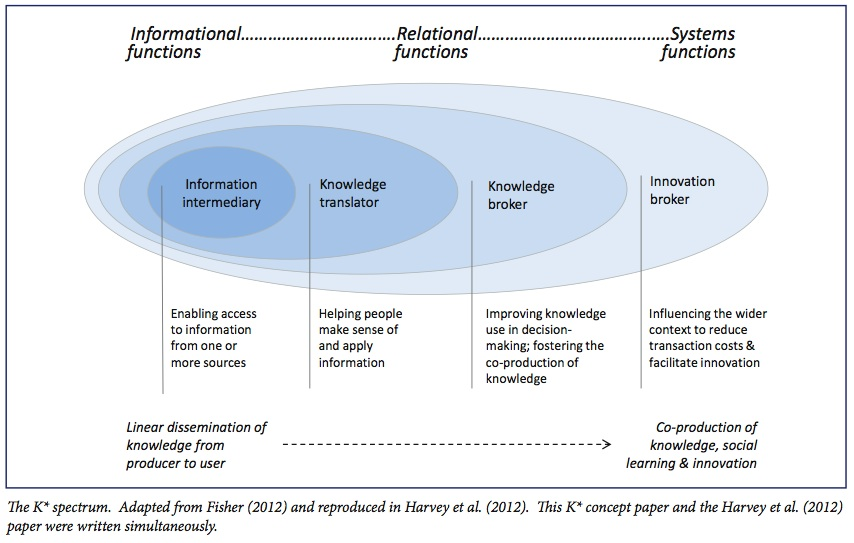 Informational……………………………..Relational……………………………………..Systems
functions functions functions
Information
intermediary
Knowledge
translator
Knowledge
broker
Innovation
broker
Enabling access
to information
from one or
more sources
Helping people
make sense of
and apply
information
Improving knowledge
use in decision-
making; fostering the
co-production of
knowledge
Influencing the wider
context to reduce
transaction costs &
facilitate innovation
Linear dissemination of
knowledge from
producer to user
Co-production of
knowledge, social
learning & innovation
The K* spectrum. Adapted from Fisher (2012) and reproduced in Harvey et al. (2012). This K* concept paper and the Harvey et al. (2012)
paper were written simultaneously.